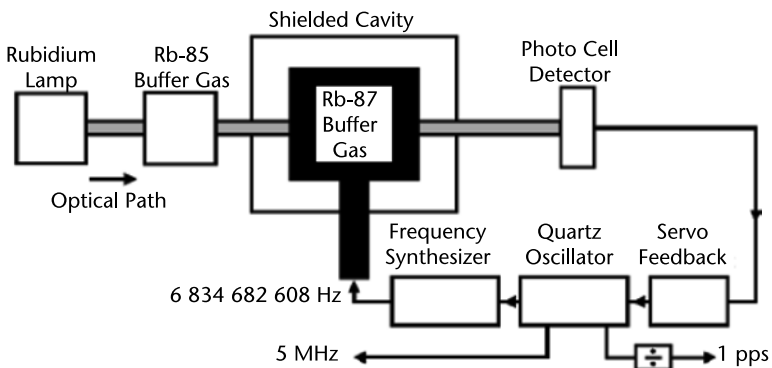 Shielded Cavity
Rubidium
Lamp
Rb-85
Buffer Gas
Rb-87
Buffer
Gas
Photo Cell
Detector
Optical Path
Frequency
Synthesizer
Quartz
Oscillator
Servo
Feedback
6 834 682 608 Hz
5 MHz
÷
1 pps